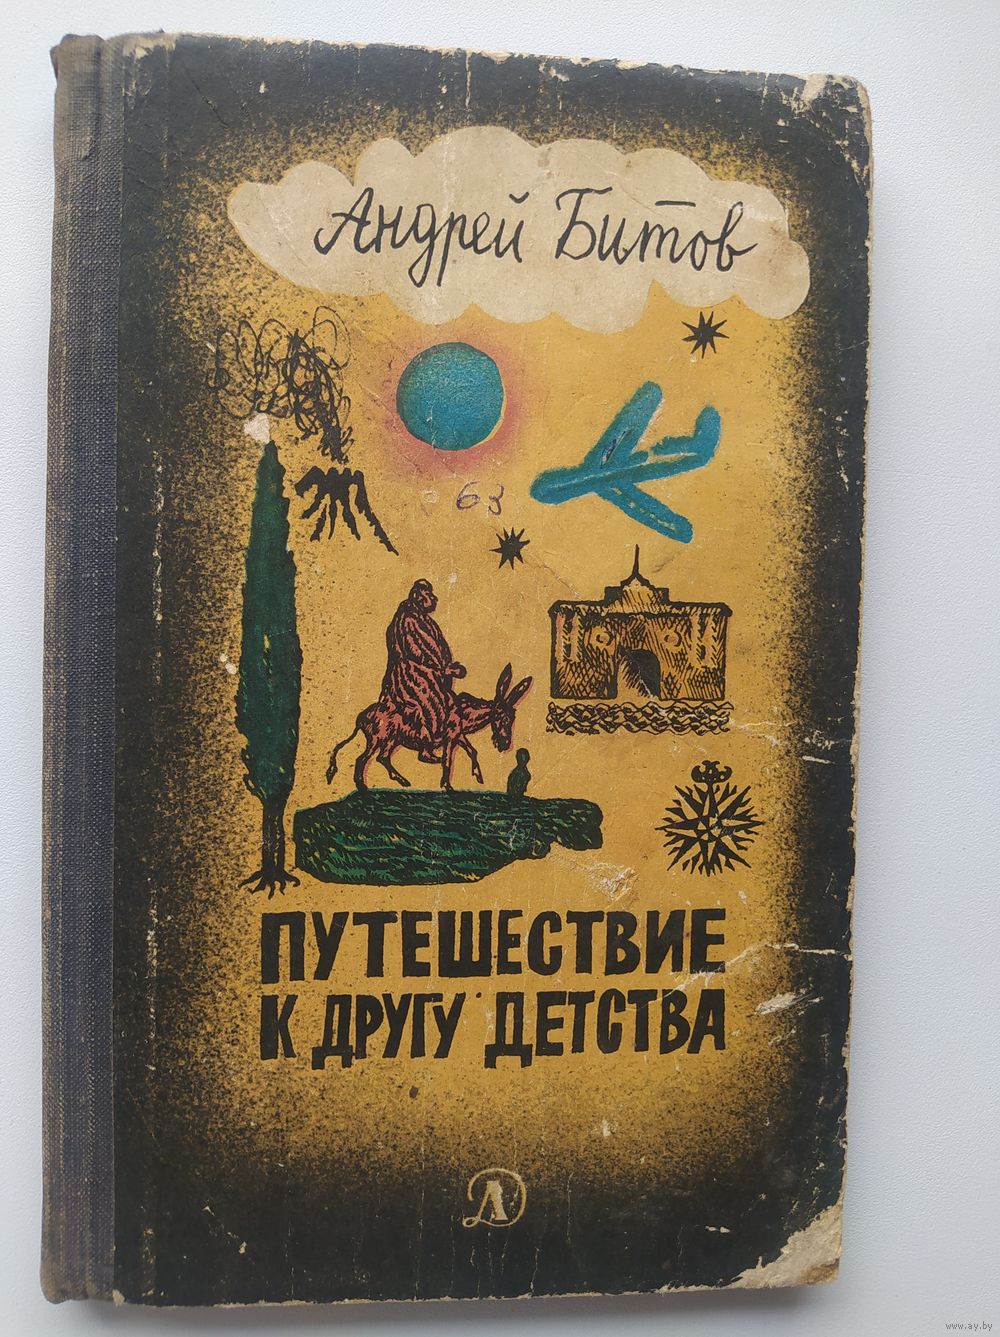 Андрей Битов
63
ПУТЕШЕСТВИЕ
К ДРУГУ ДЕТСТВА
Д
www.ay.by